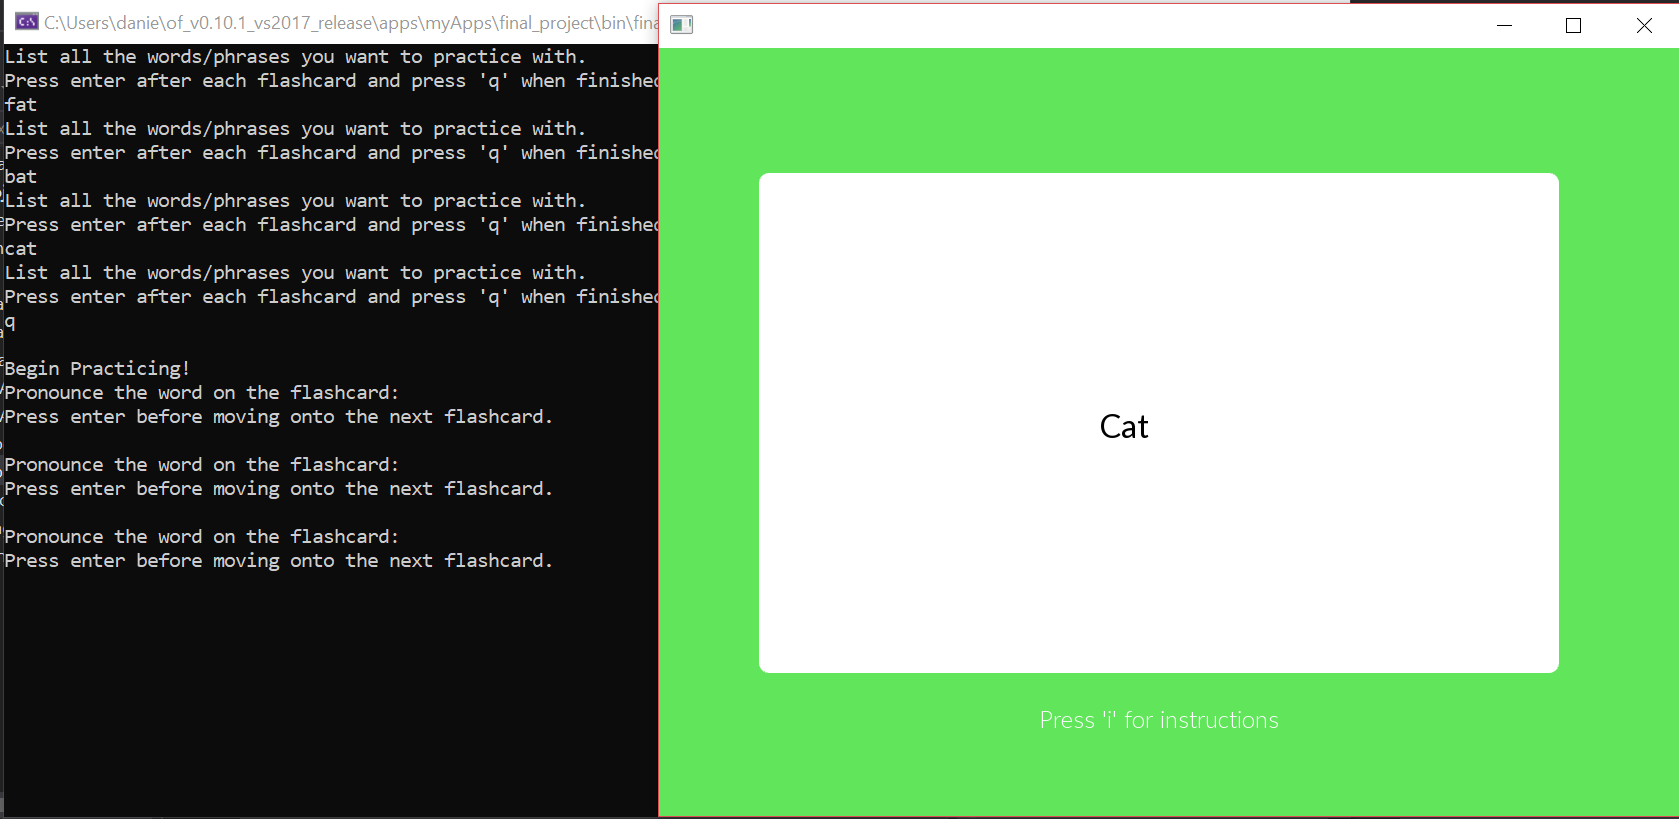 C:\Users\danie\of_v0.10.1_vs2017_release\apps\myApps\final_project\bin\fina
List all the words/phrases you want to practice with.
Press enter after each flashcard and press 'q' when finished
fat
List all the words/phrases you want to practice with.
Press enter after each flashcard and press 'q' when finished
bat
List all the words/phrases you want to practice with.
Press enter after each flashcard and press 'q' when finished
cat
List all the words/phrases you want to practice with.
Press enter after each flashcard and press 'q' when finished
q
Begin Practicing!
Pronounce the word on the flashcard:
Press enter before moving onto the next flashcard.
Pronounce the word on the flashcard:
Press enter before moving onto the next flashcard.
Pronounce the word on the flashcard:
Press enter before moving onto the next flashcard.
Cat
Press 'i' for instructions